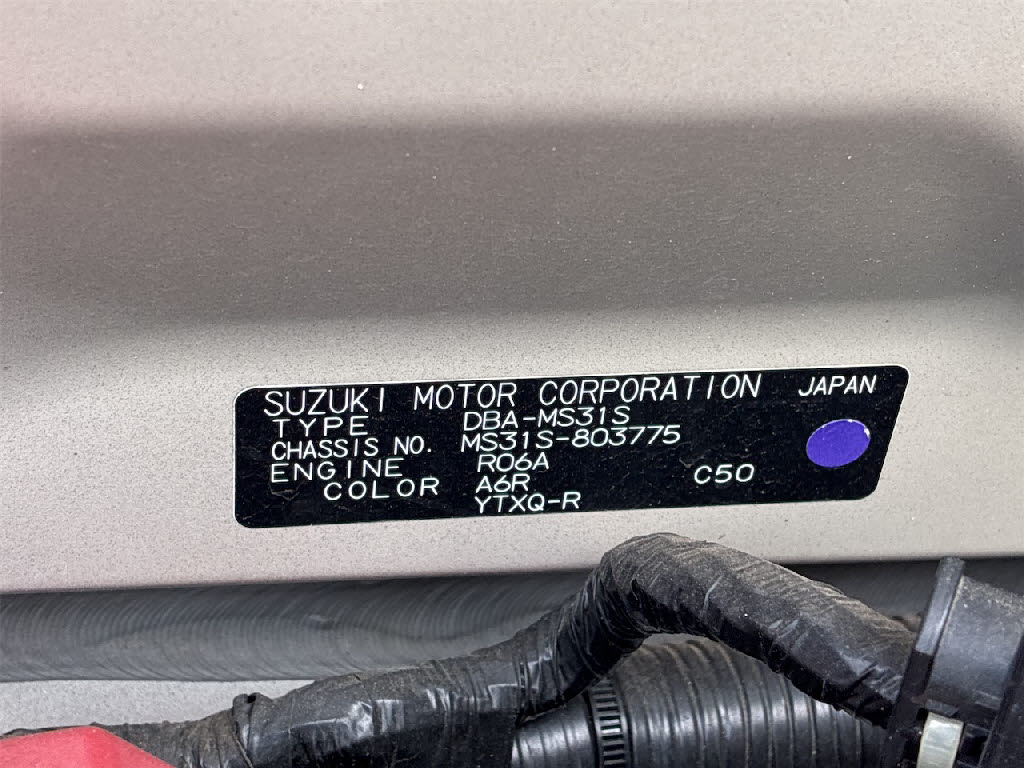 SUZUKI MOTOR CORPORATION JAPAN
TYPE DBA-MS31S
CHASSIS NO. MS31S-803775
ENGINE R06A
COLOR A6R C50
YTXQ-R